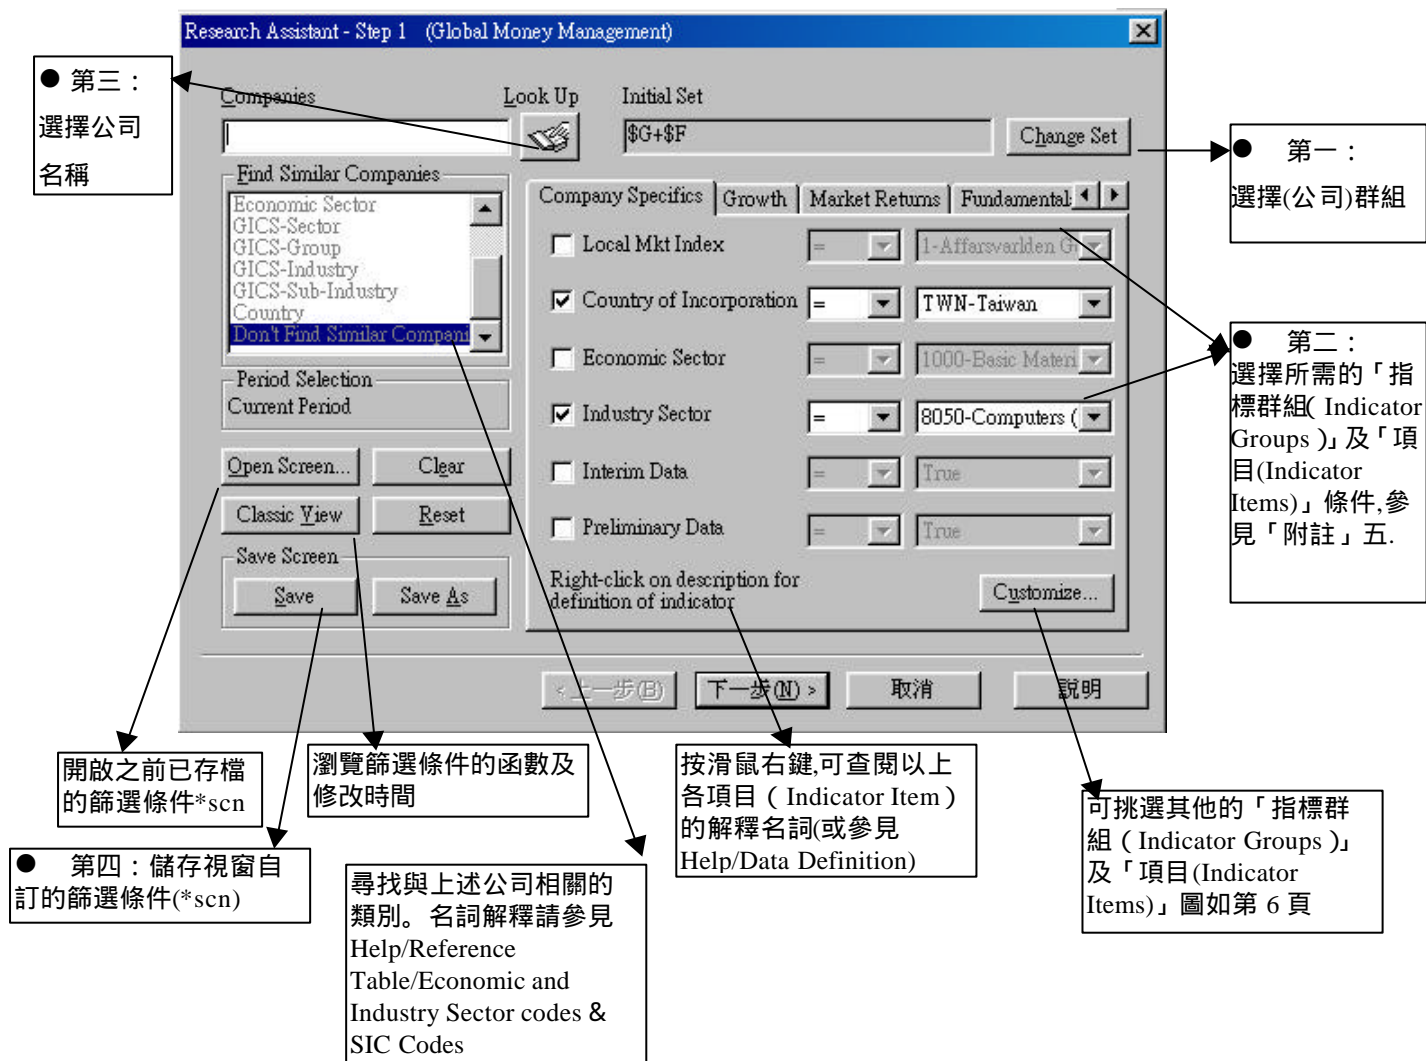 Research Assistant - Step 1 (Global Money Management)
● 第三：
選擇公司
名稱
Companies
Look Up
Initial Set
$G+$F
Change Set
● 第一：
選擇(公司)群組
Find Similar Companies
Economic Sector
GICS-Sector
GICS-Group
GICS-Industry
GICS-Sub-Industry
Country
Don't Find Similar Compani
Period Selection
Current Period
Open Screen...
Clear
Classic View
Reset
Save Screen
Save
Save As
Company Specifics
Growth
Market Returns
Fundamental
Local Mkt Index
=
1-Affarsvarlden G
Country of Incorporation
=
TWN-Taiwan
Economic Sector
=
1000-Basic Materi
Industry Sector
=
8050-Computers (
Interim Data
=
True
Preliminary Data
=
True
Right-click on description for
definition of indicator
Customize...
● 第二：
選擇所需的「指
標群組( Indicator
Groups )」及「項
目(Indicator
Items)」條件,參
見「附註」五.
<上一步(B)
下一步(N) >
取消
說明
開啟之前已存檔
的篩選條件*scn
瀏覽篩選條件的函數及
修改時間
按滑鼠右鍵,可查閱以上
各項目（Indicator Item）
的解釋名詞(或參見
Help/Data Definition)
可挑選其他的「指標群
組（Indicator Groups )」
及「項目(Indicator
Items)」圖如第 6 頁
● 第四：儲存視窗自
訂的篩選條件(*scn)
尋找與上述公司相關的
類別。名詞解釋請參見
Help/Reference
Table/Economic and
Industry Sector codes &
SIC Codes